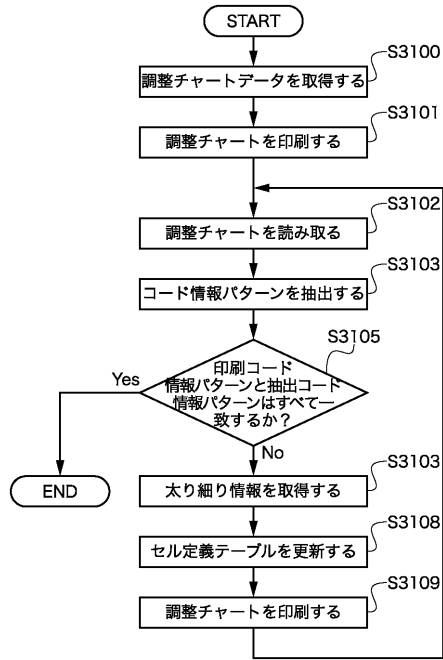 START
S3100
調整チャートデータを取得する
S3101
調整チャートを印刷する
S3102
調整チャートを読み取る
S3103
コード情報パターンを抽出する
S3105
印刷コード
情報パターンと抽出コード
情報パターンはすべて一
致するか？
Yes
No
END
S3103
太り細り情報を取得する
S3108
セル定義テーブルを更新する
S3109
調整チャートを印刷する